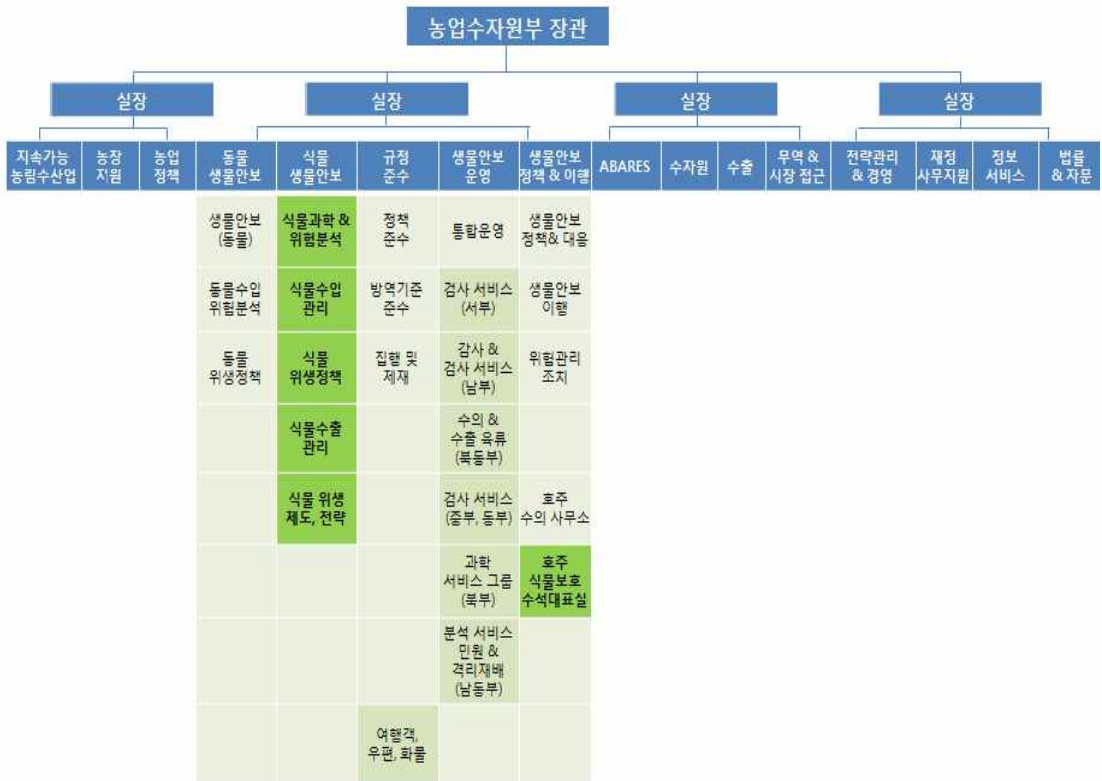 농업수자원부 장관
실장
실장
실장
실장
지속가능
농림수산업
농장
지원
농업
정책
동물
생물안보
식물
생물안보
규정
준수
생물안보
운영
생물안보
정책 & 이행
ABARES
수자원
수출
무역 &
시장 접근
전략관리
& 경영
재정
사무지원
정보
서비스
법률
& 자문
생물안보
(동물)
식물과학 &
위험분석
정책
준수
통합운영
생물안보
정책& 대응
동물수입
위험분석
식물수입
관리
방역기준
준수
검사 서비스
(서부)
생물안보
이행
동물
위생정책
식물
위생정책
집행 및
제재
감사 &
검사 서비스
(남부)
위험관리
조치
식물수출
관리
수의 &
수출 육류
(북동부)
식물 위생
제도, 전략
검사 서비스
(중부, 동부)
호주
수의 사무소
과학
서비스 그룹
(북부)
호주
식물보호
수석대표실
분석 서비스
민원 &
격리재배
(남동부)
여행객,
우편, 화물